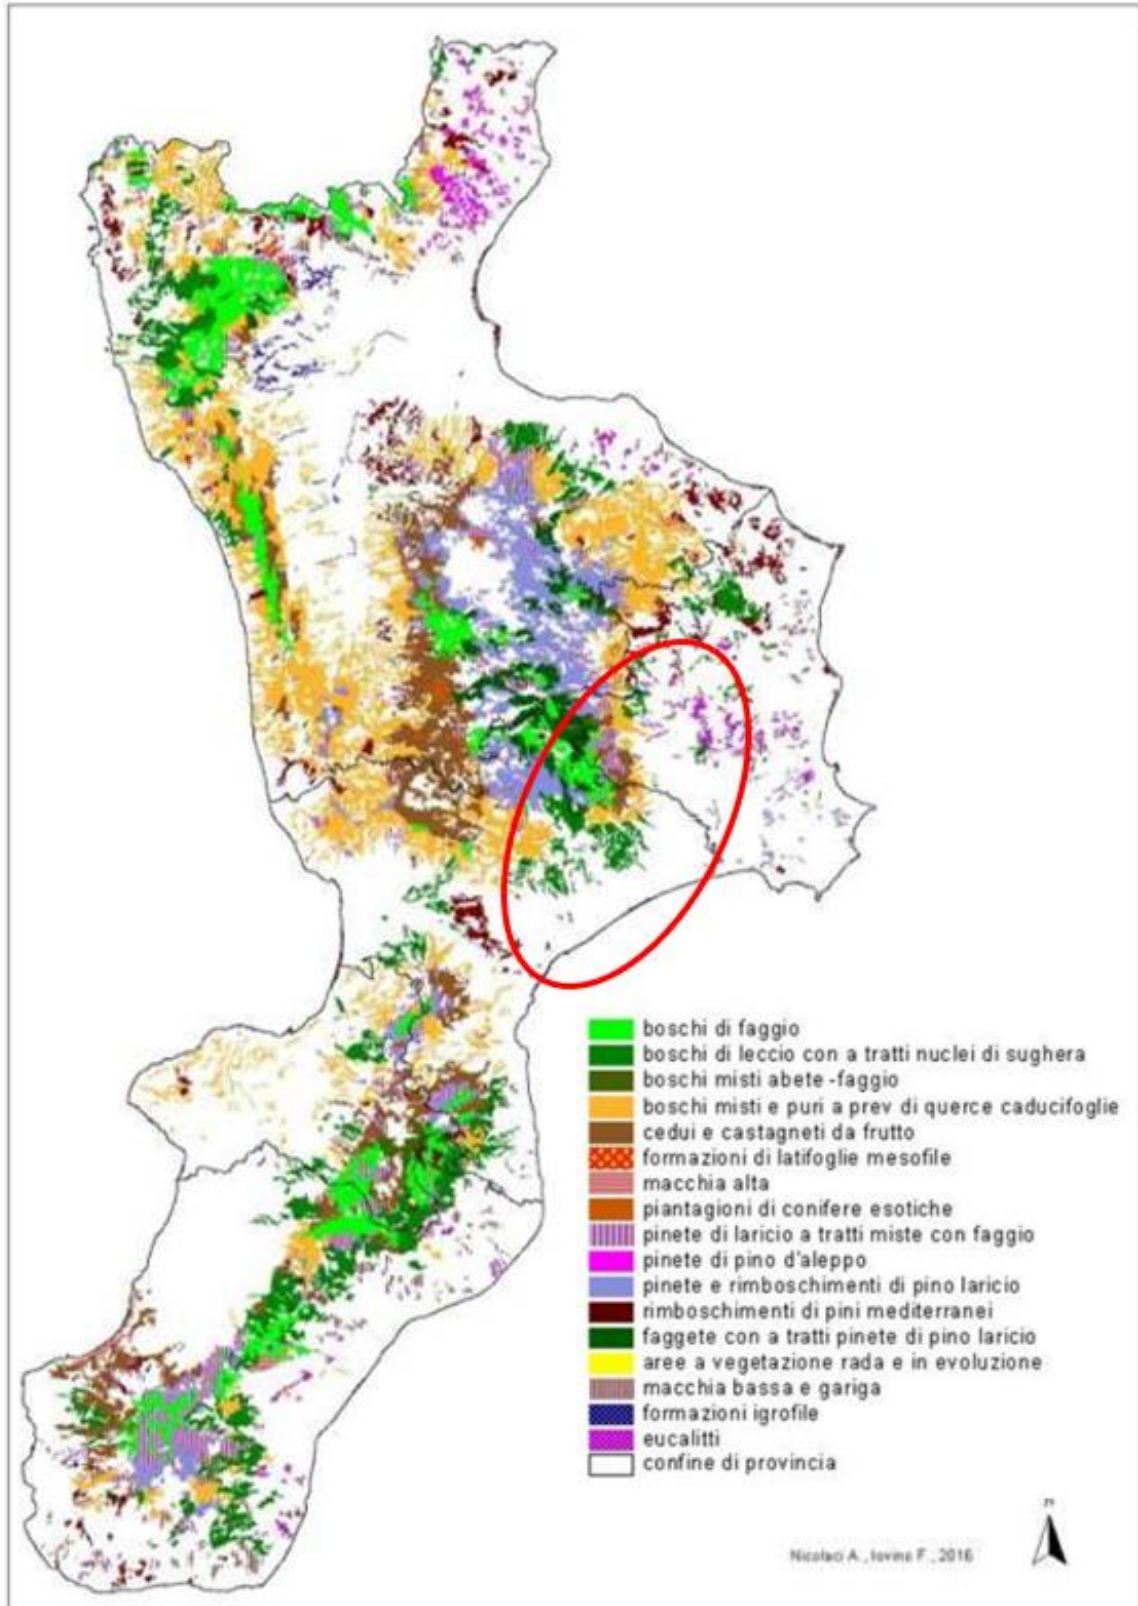 boschi di faggio
boschi di leccio con a tratti nuclei di sughera
boschi misti abete -faggio
boschi misti e puri a prev di querce caducifoglie
cedui e castagneti da frutto
formazioni di latifoglie mesofile
macchia alta
piantagioni di conifere esotiche
pinete di laricio a tratti miste con faggio
pinete di pino d'aleppo
pinete e rimboschimenti di pino laricio
rimboschimenti di pini mediterranei
faggete con a tratti pinete di pino laricio
aree a vegetazione rada e in evoluzione
macchia bassa e gariga
formazioni igrofile
eucalitti
confine di provincia
N
Nicolaci A., Iovino F., 2016